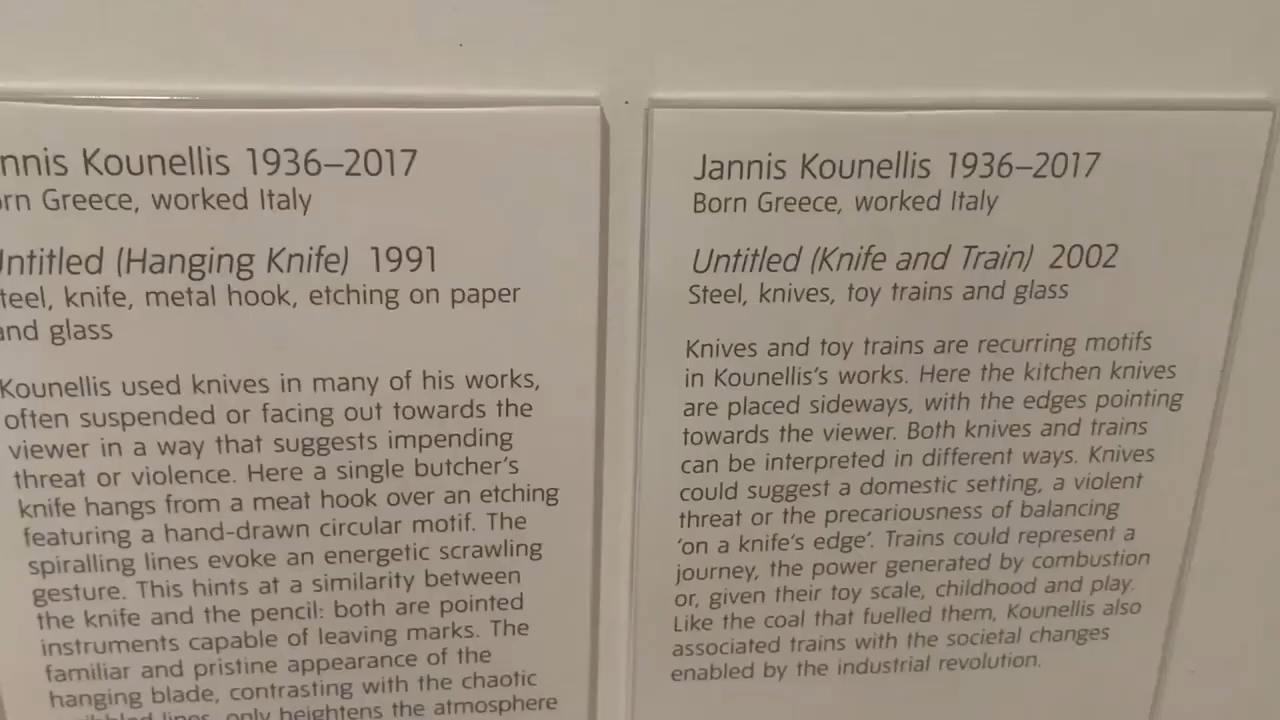 nnis Kounellis 1936–2017
rn Greece, worked Italy
ntitled (Hanging Knife) 1991
teel, knife, metal hook, etching on paper
and glass
Kounellis used knives in many of his works,
often suspended or facing out towards the
viewer in a way that suggests impending
threat or violence. Here a single butcher's
knife hangs from a meat hook over an etching
featuring a hand-drawn circular motif. The
spiralling lines evoke an energetic scrawling
gesture. This hints at a similarity between
the knife and the pencil: both are pointed
instruments capable of leaving marks. The
familiar and pristine appearance of the
hanging blade, contrasting with the chaotic
lines, only heightens the atmosphere
Jannis Kounellis 1936–2017
Born Greece, worked Italy
Untitled (Knife and Train) 2002
Steel, knives, toy trains and glass
Knives and toy trains are recurring motifs
in Kounellis's works. Here the kitchen knives
are placed sideways, with the edges pointing
towards the viewer. Both knives and trains
can be interpreted in different ways. Knives
could suggest a domestic setting, a violent
threat or the precariousness of balancing
'on a knife's edge'. Trains could represent a
journey, the power generated by combustion
or, given their toy scale, childhood and play.
Like the coal that fuelled them, Kounellis also
associated trains with the societal changes
enabled by the industrial revolution.